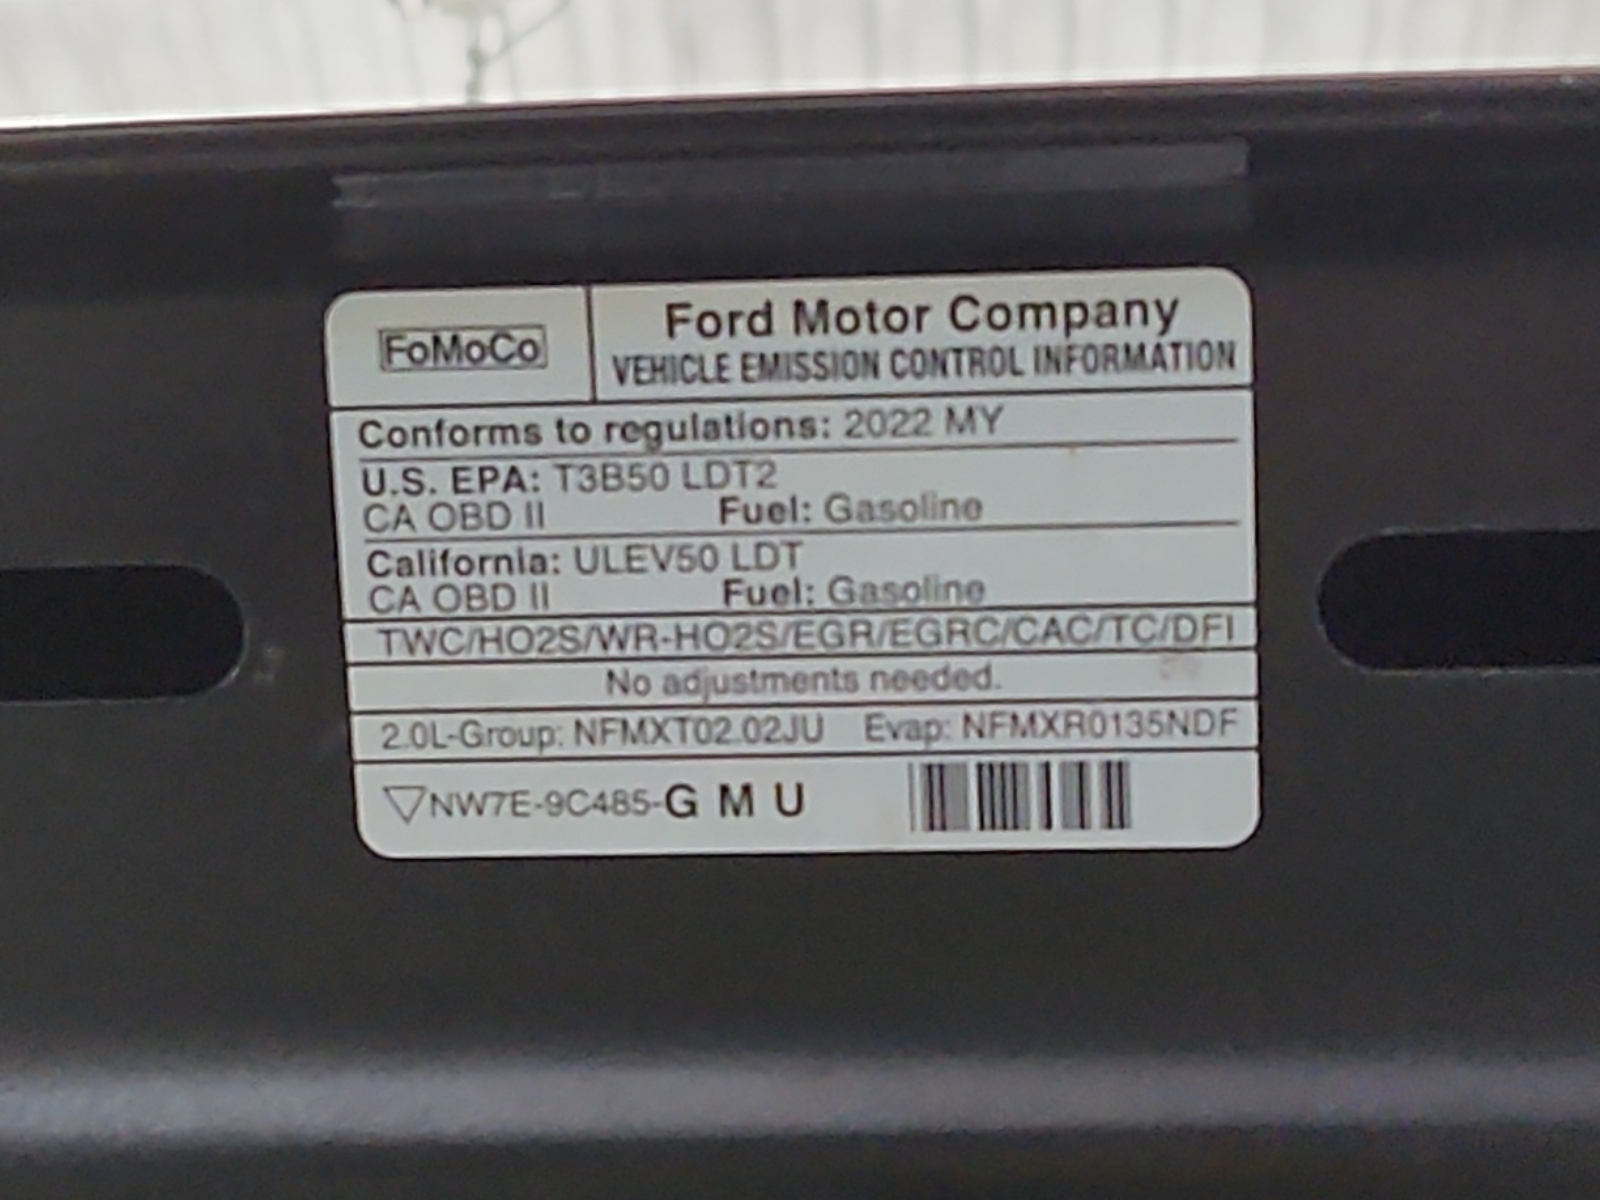 FoMoCo
Ford Motor Company
VEHICLE EMISSION CONTROL INFORMATION
Conforms to regulations: 2022 MY
U.S. EPA: T3B50 LDT2
CA OBD II Fuel: Gasoline
California: ULEV50 LDT
CA OBD II Fuel: Gasoline
TWC/HO2S/WR-HO2S/EGR/EGRC/CAC/TC/DFI
No adjustments needed.
2.0L-Group: NFMXT02.02JU Evap: NFMXR0135NDF
▽NW7E-9C485-G M U